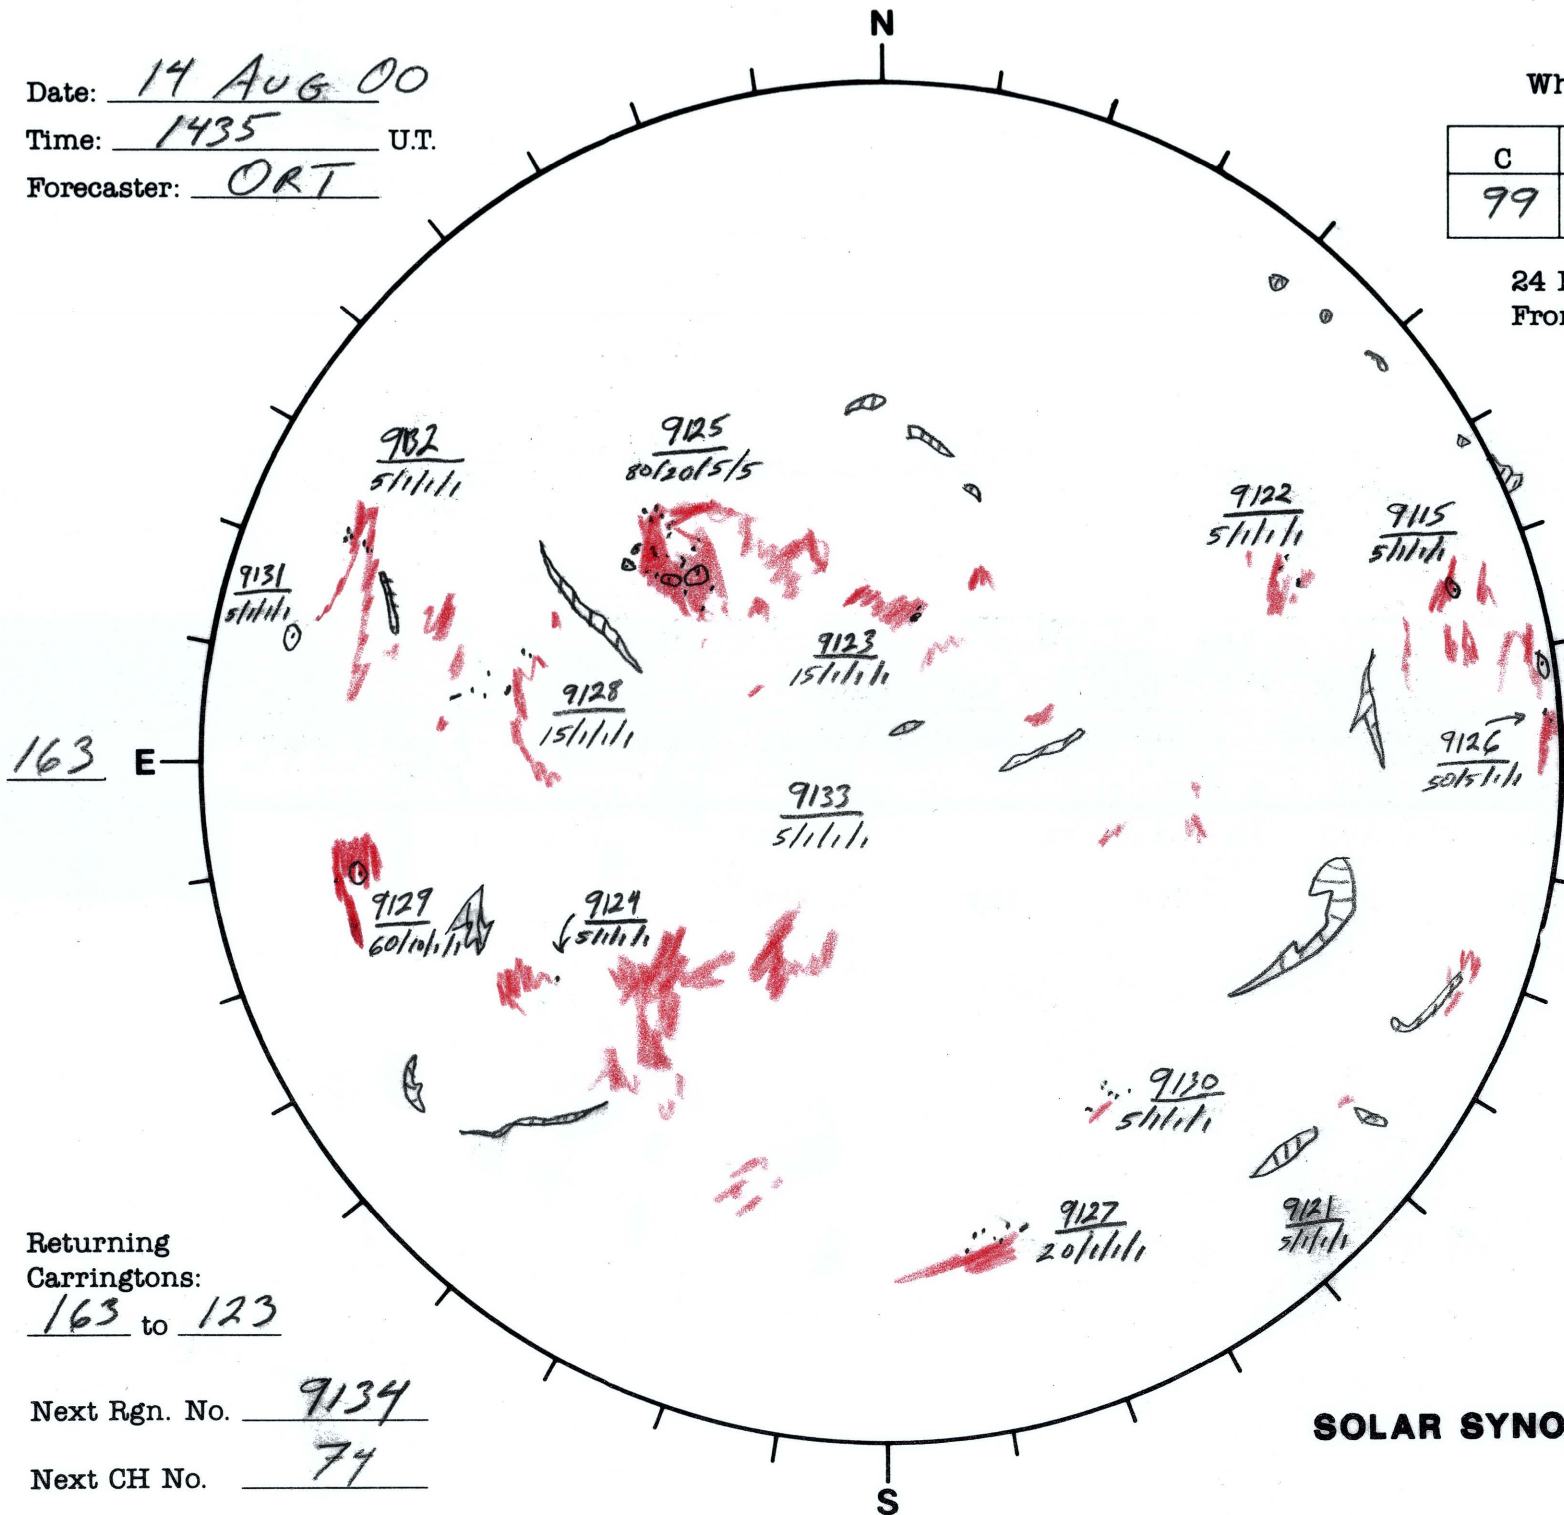 N
Date: 14 AUG 00
Time: 1435 U.T.
Forecaster: ORT
Wh
C
99
24 H
From
9132
5/1/1/1
9125
80/20/5/5
9122
5/1/1/1
9115
5/1/1/1
9131
5/1/1/1
9123
15/1/1/1
9128
15/1/1/1
163 E
9126
50/5/1/1
9133
5/1/1/1
9129
60/10/1/1
9124
5/1/1/1
9130
5/1/1/1
9127
20/1/1/1
9121
5/1/1/1
Returning
Carringtons:
163 to 123
Next Rgn. No. 9134
Next CH No. 74
SOLAR SYNO
S